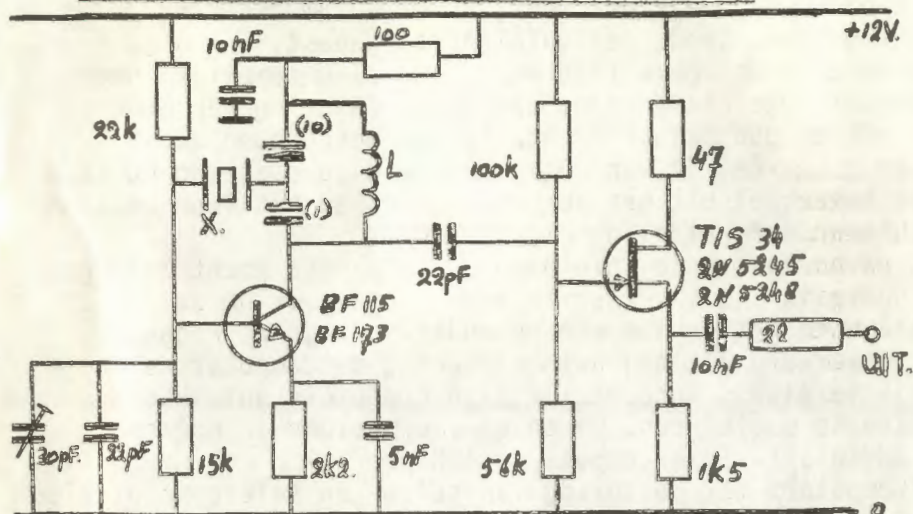 +12V.
10nF
100
22k
(10)
L
100k
47
X.
(1)
22pF
TIS 34
2N 5245
2N 5248
BF 115
BF 173
10nF
22
UIT.
30pF.
22pF
15k
2k2
5nF
56k
1k5
0